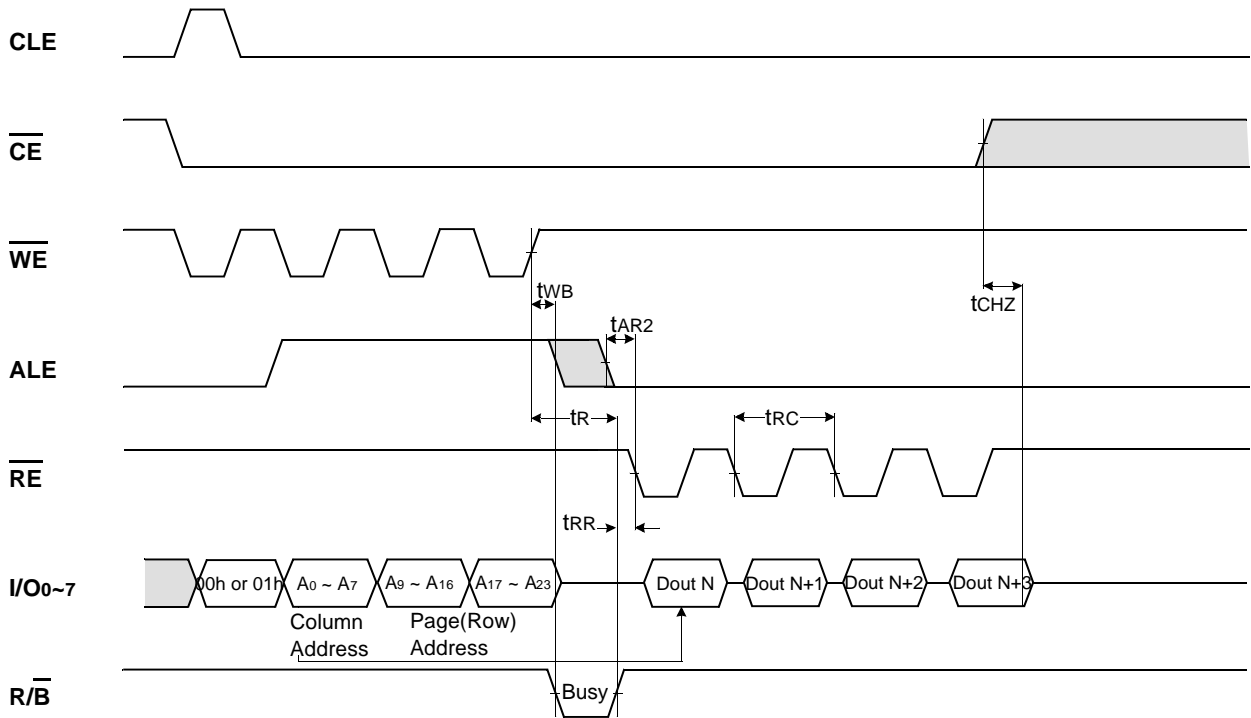 CLE
CE
WE
tWB
tCHZ
tAR2
ALE
tR
tRC
RE
tRR
I/O0~7
00h or 01h
A0 ~ A7
A9 ~ A16
A17 ~ A23
Dout N
Dout N+1
Dout N+2
Dout N+3
Column
Address
Page(Row)
Address
R/B
Busy